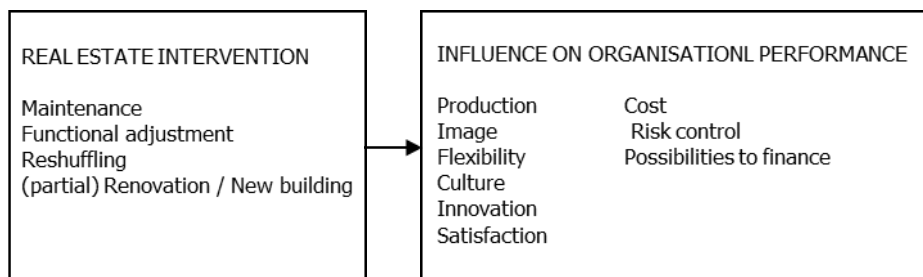 REAL ESTATE INTERVENTION
Maintenance
Functional adjustment
Reshuffling
(partial) Renovation / New building
INFLUENCE ON ORGANISATIONL PERFORMANCE
Production Cost
Image Risk control
Flexibility Possibilities to finance
Culture
Innovation
Satisfaction